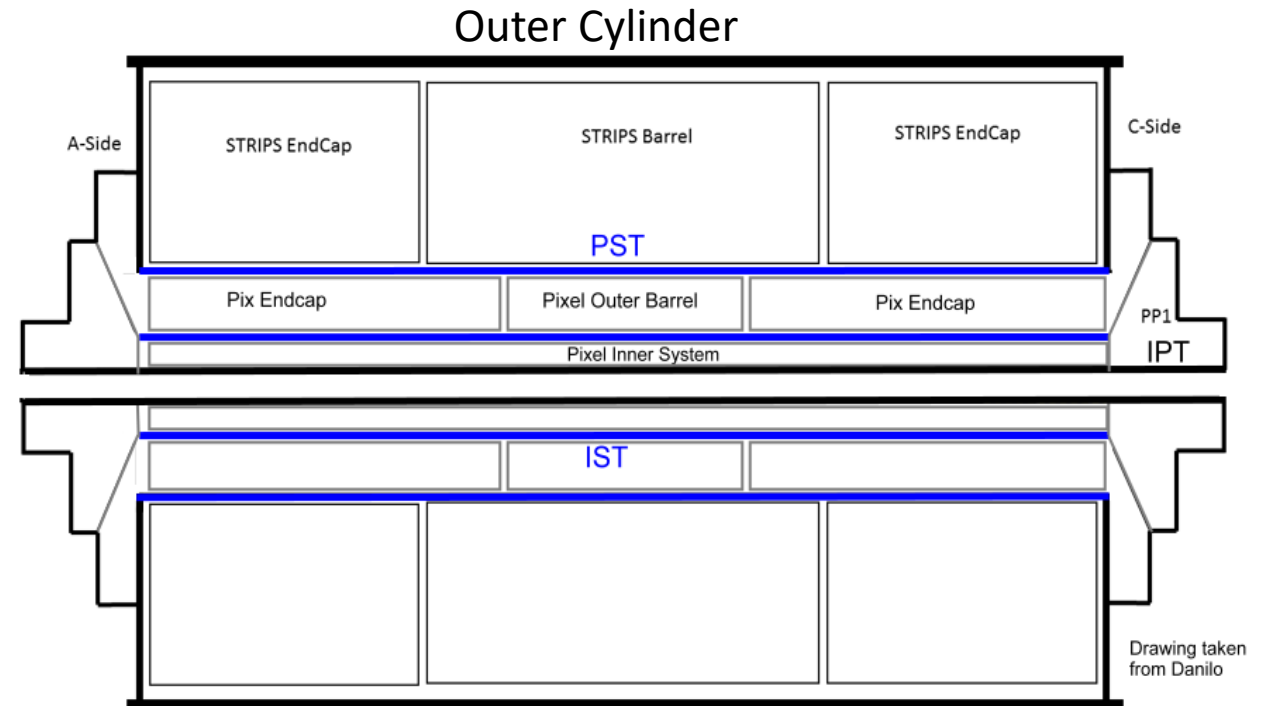 Outer Cylinder
A-Side
STRIPS EndCap
STRIPS Barrel
STRIPS EndCap
C-Side
PST
Pix Endcap
Pixel Outer Barrel
Pix Endcap
PP1
Pixel Inner System
IPT
IST
Drawing taken
from Danilo